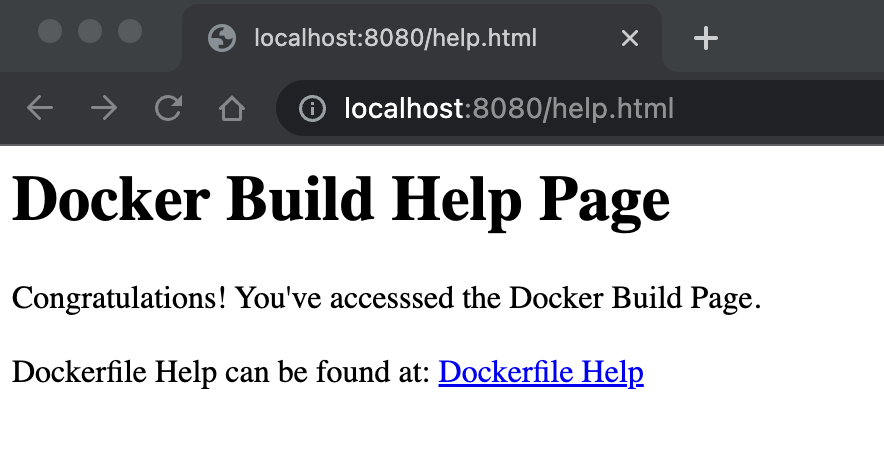 localhost:8080/help.html
localhost:8080/help.html
Docker Build Help Page
Congratulations! You've accesssed the Docker Build Page.
Dockerfile Help can be found at: Dockerfile Help